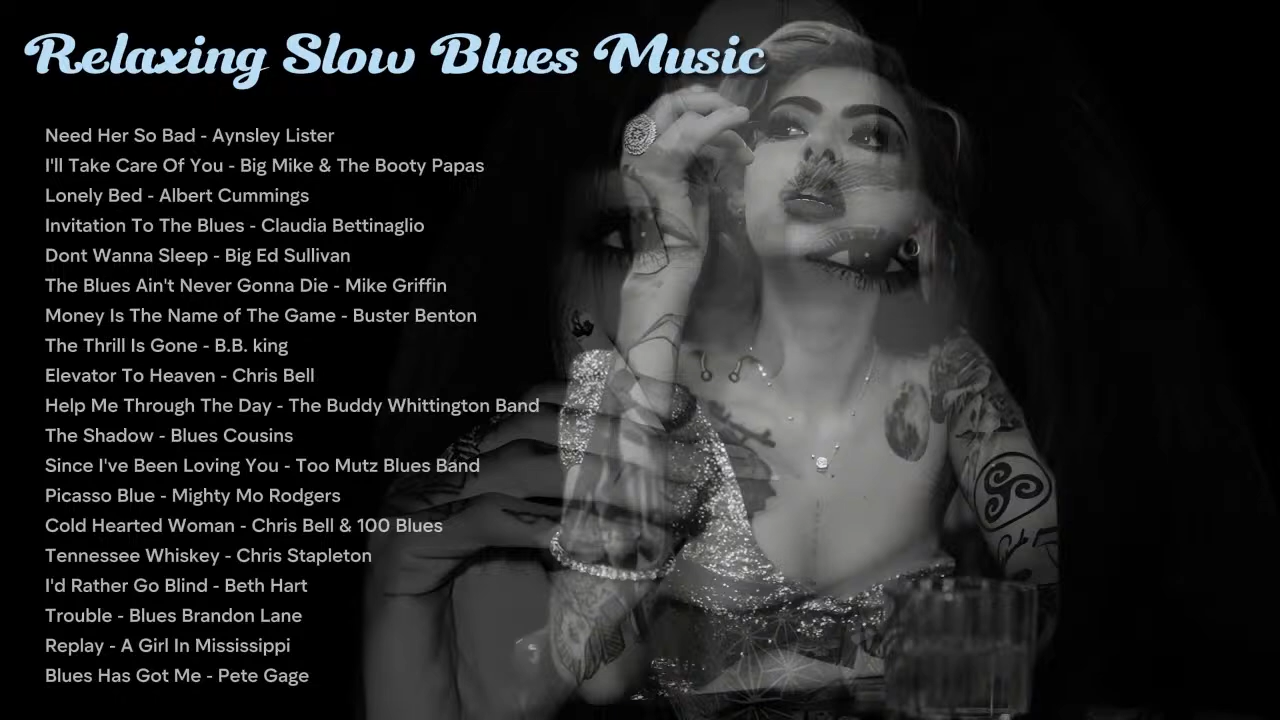 Relaxing Slow Blues Music
Need Her So Bad - Aynsley Lister
I'll Take Care Of You - Big Mike & The Booty Papas
Lonely Bed - Albert Cummings
Invitation To The Blues - Claudia Bettinaglio
Dont Wanna Sleep - Big Ed Sullivan
The Blues Ain't Never Gonna Die - Mike Griffin
Money Is The Name of The Game - Buster Benton
The Thrill Is Gone - B.B. king
Elevator To Heaven - Chris Bell
Help Me Through The Day - The Buddy Whittington Band
The Shadow - Blues Cousins
Since I've Been Loving You - Too Mutz Blues Band
Picasso Blue - Mighty Mo Rodgers
Cold Hearted Woman - Chris Bell & 100 Blues
Tennessee Whiskey - Chris Stapleton
I'd Rather Go Blind - Beth Hart
Trouble - Blues Brandon Lane
Replay - A Girl In Mississippi
Blues Has Got Me - Pete Gage